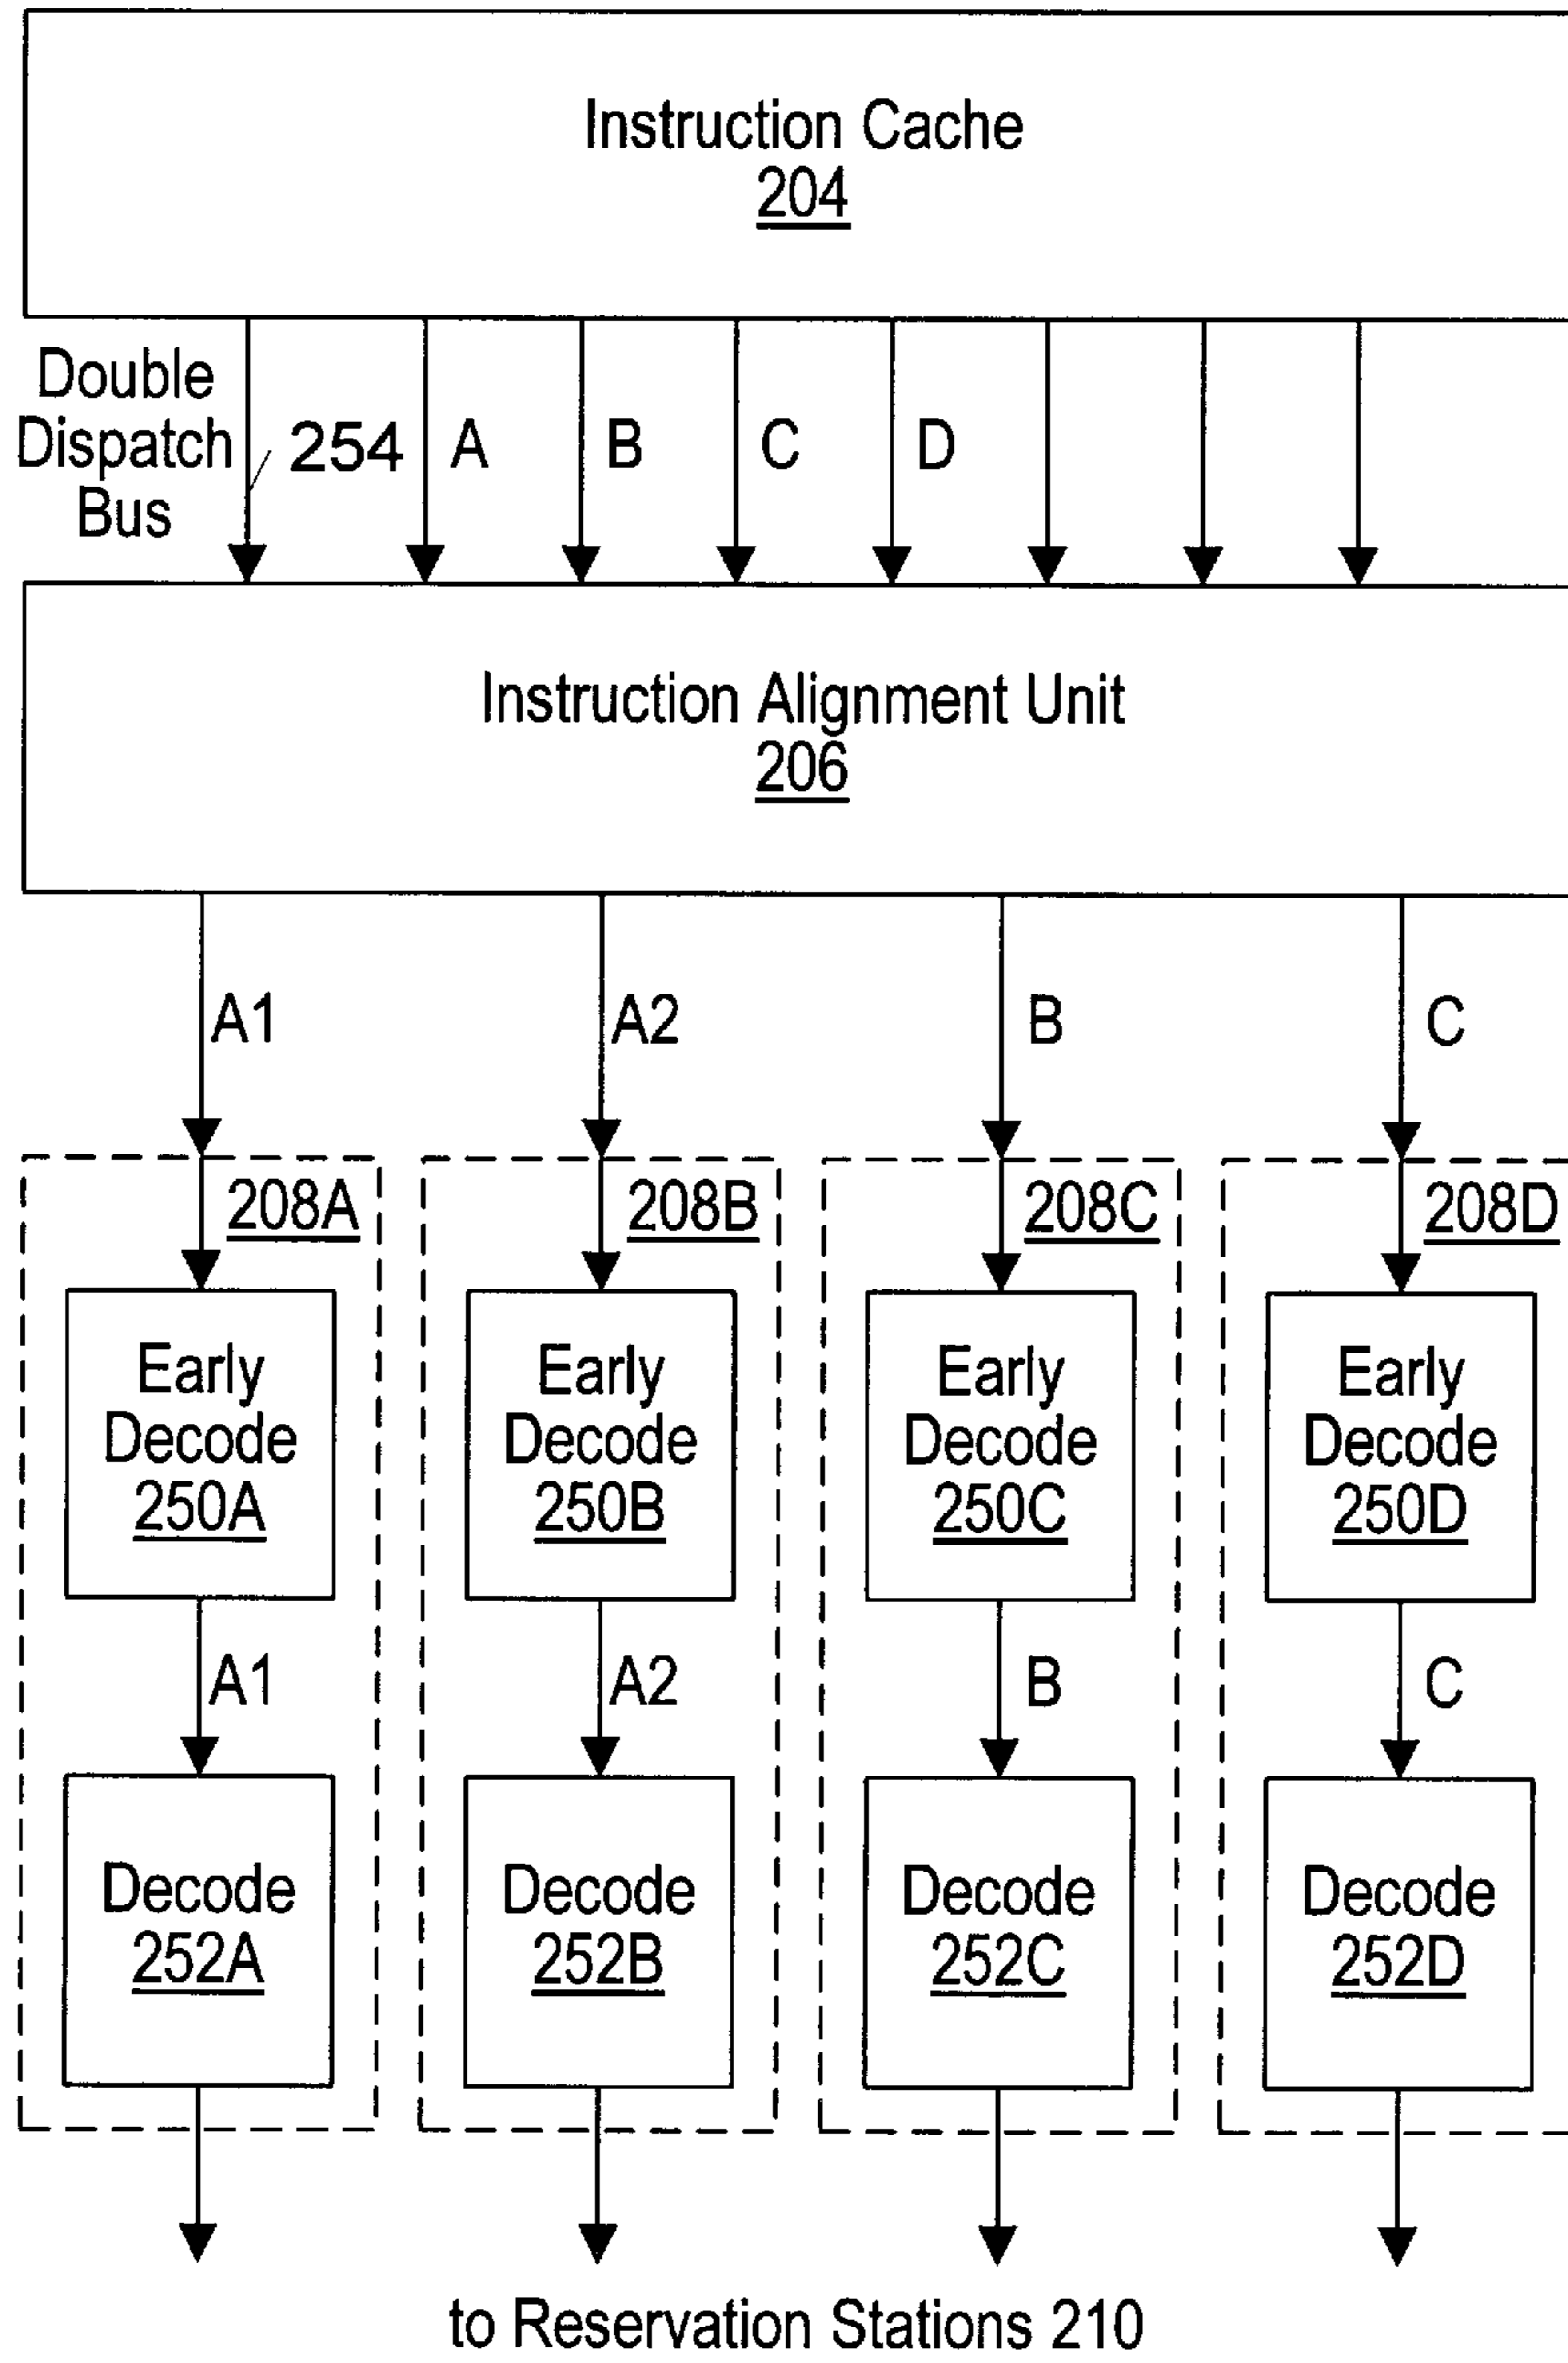 Instruction Cache
204
Double
Dispatch
Bus
254
A
B
C
D
Instruction Alignment Unit
206
A1
A2
B
C
208A
208B
208C
208D
Early
Decode
250A
Early
Decode
250B
Early
Decode
250C
Early
Decode
250D
A1
A2
B
C
Decode
252A
Decode
252B
Decode
252C
Decode
252D
to Reservation Stations 210